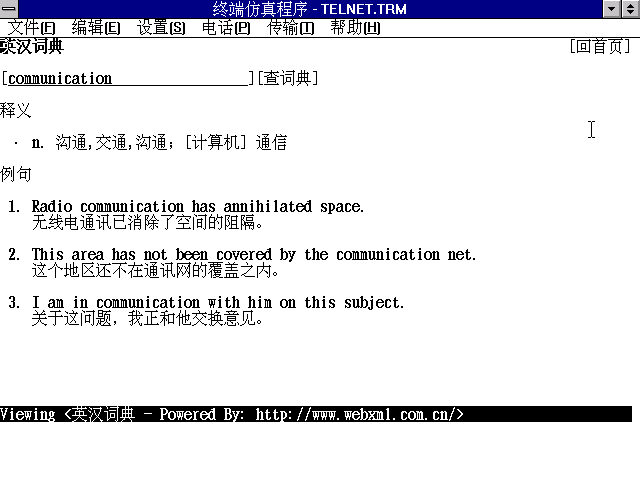 终端仿真程序 - TELNET.TRM
文件(F) 编辑(E) 设置(S) 电话(P) 传输(T) 帮助(H)
英汉词典 [回首页]
[communication________________][查词典]
释义
· n. 沟通,交通,沟通；[计算机] 通信
例句
1. Radio communication has annihilated space.
无线电通讯已消除了空间的阻隔。
2. This area has not been covered by the communication net.
这个地区还不在通讯网的覆盖之内。
3. I am in communication with him on this subject.
关于这问题，我正和他交换意见。
Viewing <英汉词典 - Powered By: http://www.webxml.com.cn/>